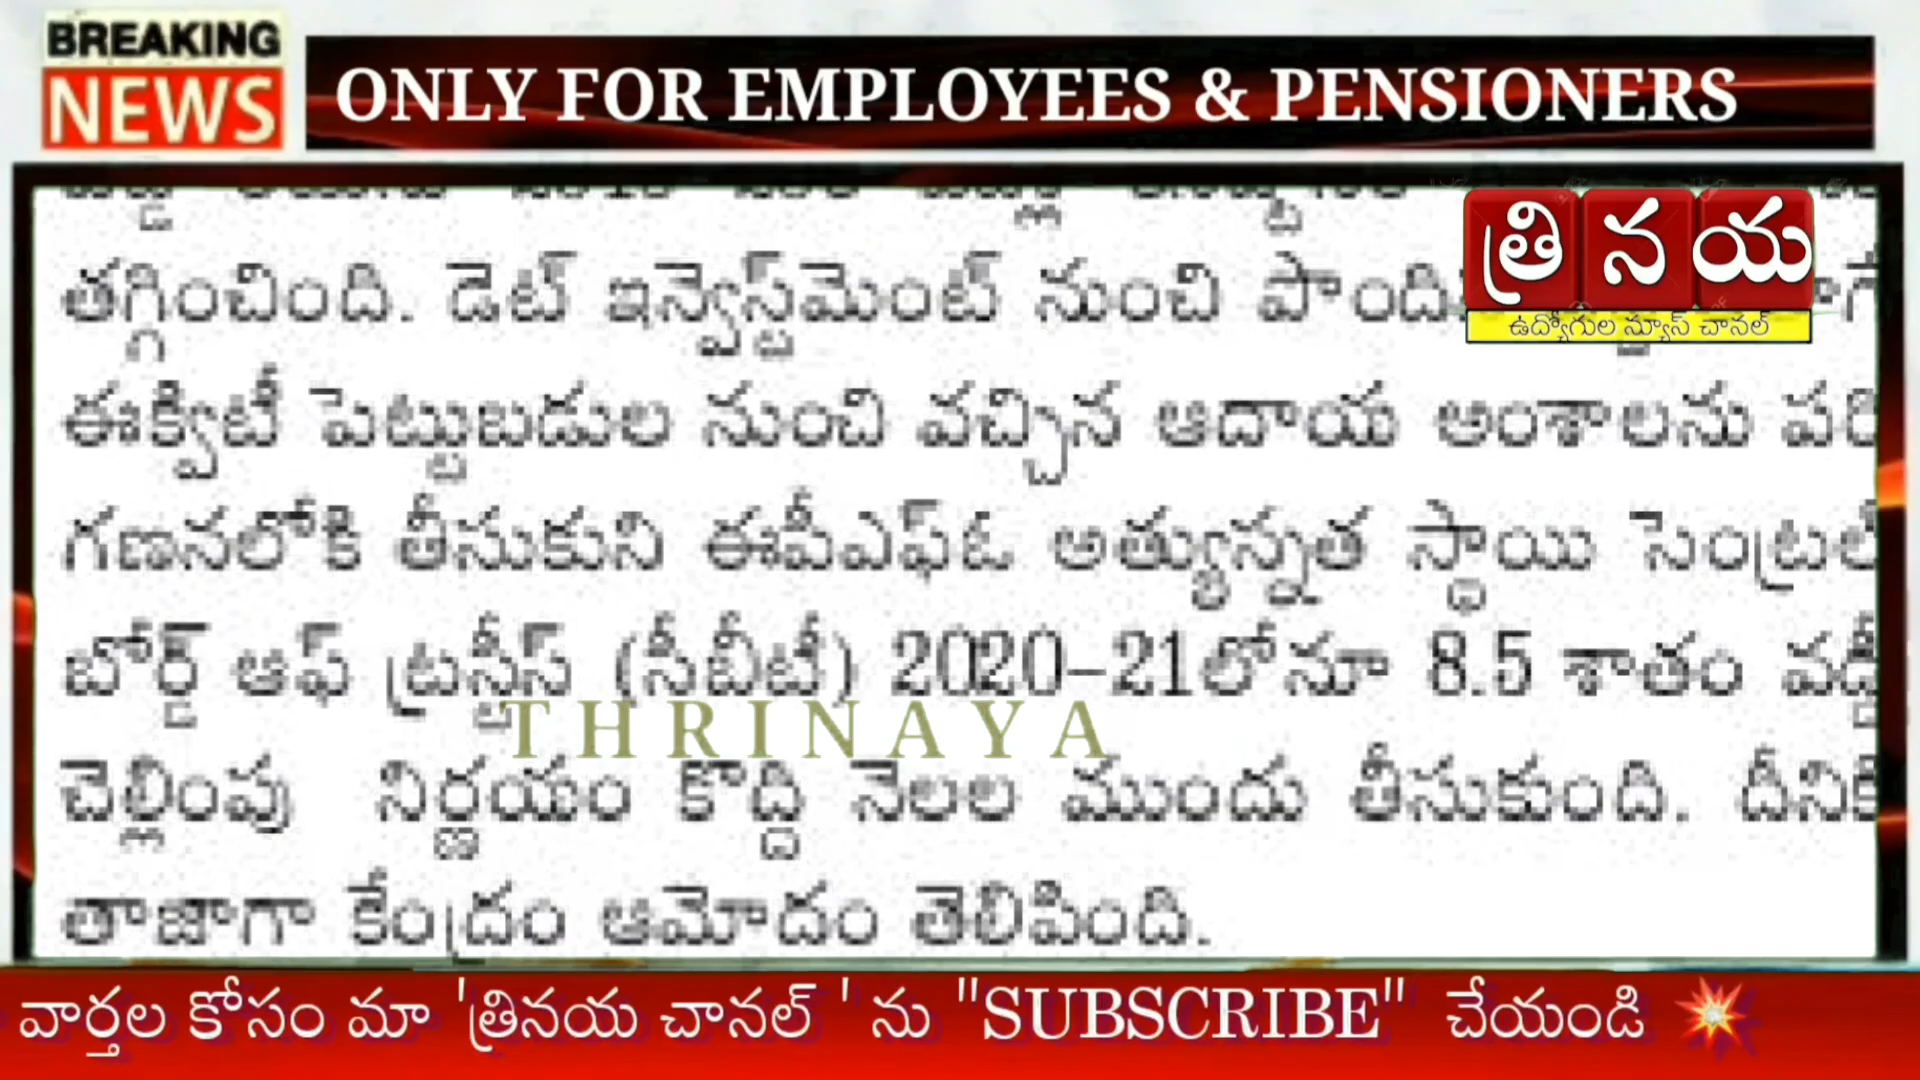 BREAKING
NEWS
ONLY FOR EMPLOYEES & PENSIONERS
త్రినయ
ఉద్యోగుల న్యూస్ చానల్
తగ్గించింది. డెట్ ఇన్వెస్ట్‌మెంట్ నుంచి
ఈక్విటీ పెట్టుబడుల నుంచి వచ్చిన ఆదాయ అంశాలను పరి
గణనలోకి తీసుకుని ఈపీఎఫ్ఓ అత్యున్నత స్థాయి సెంట్రల్
బోర్డ్ ఆఫ్ ట్రస్టీస్ (సీబీటీ) 2020-21లోనూ 8.5 శాతం వడ్డీ
THRINAYA
చెల్లింపు నిర్ణయం కొద్ది నెలల ముందు తీసుకుంది. దీనికి
తాజాగా కేంద్రం ఆమోదం తెలిపింది.
వార్తల కోసం మా 'త్రినయ చానల్ ' ను "SUBSCRIBE" చేయండి